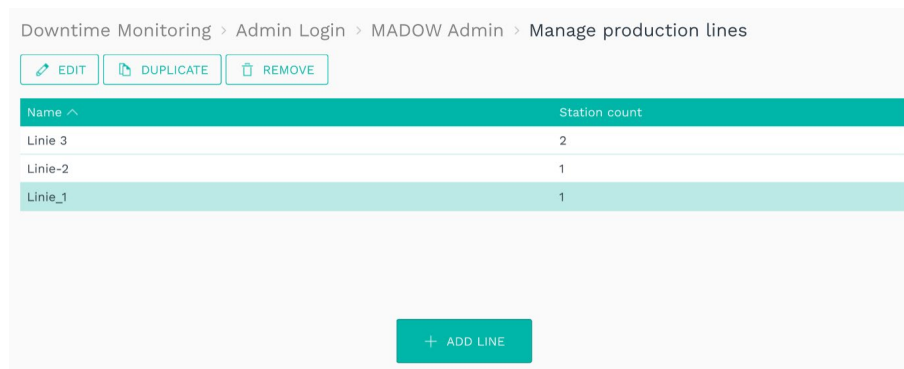 Downtime Monitoring > Admin Login > MADOW Admin > Manage production lines
EDIT DUPLICATE REMOVE
Name Station count
Linie 3 2
Linie-2 1
Linie_1 1
+ ADD LINE